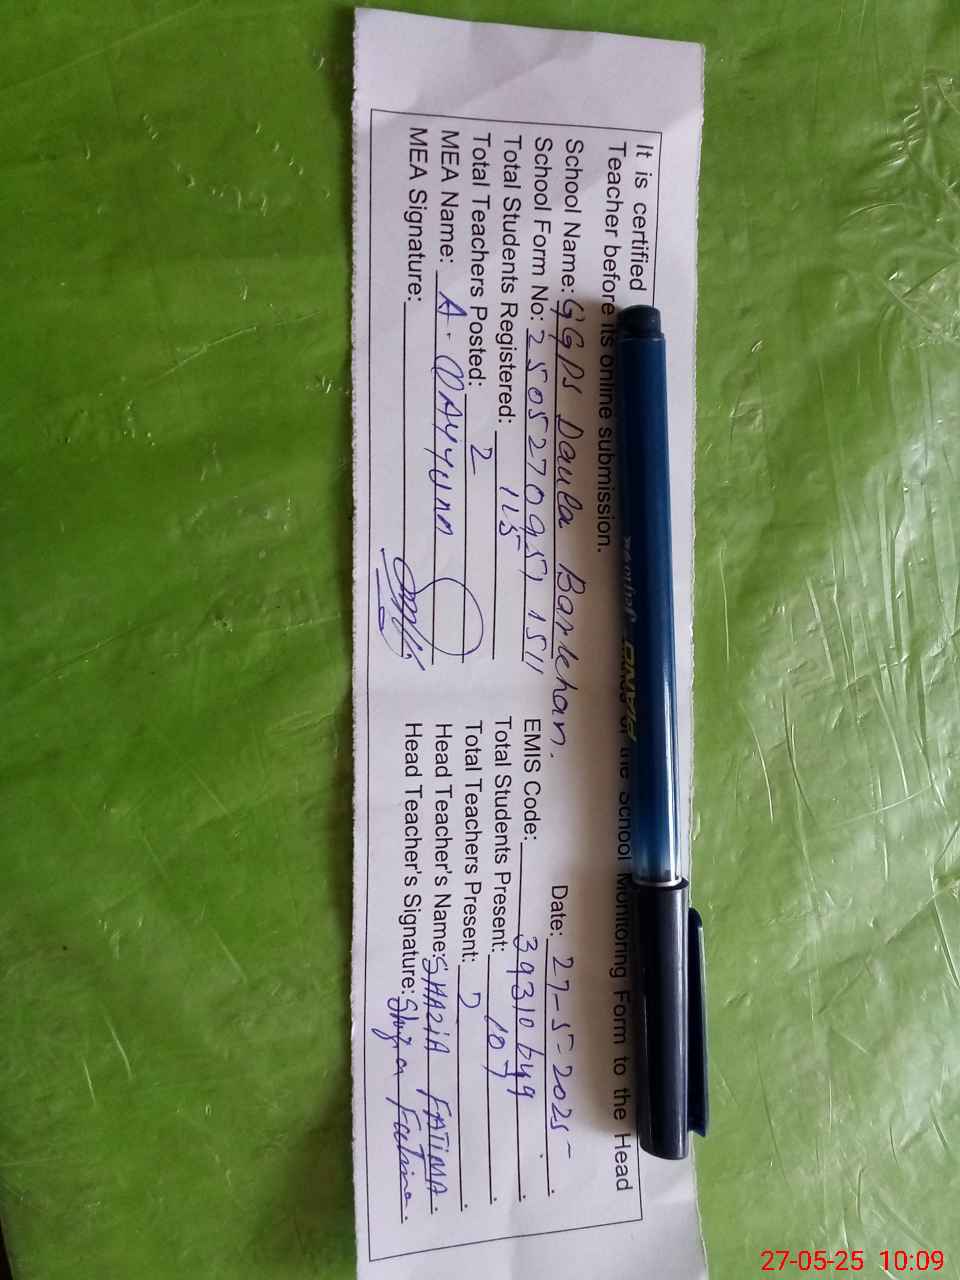 It is certified the School Monitoring Form to the Head
Teacher before its online submission.
School Name: GGPS Daula Barkhan. Date: 27-5-2025
School Form No: 25052709571511 EMIS Code: 39310649
Total Students Registered: 115 Total Students Present: 107
Total Teachers Posted: 2 Total Teachers Present: 2
MEA Name: A. QAYYUM Head Teacher's Name: SHAZIA FATIMA.
MEA Signature: Head Teacher's Signature: Shazia Fatima.
PIANO
27-05-25 10:09